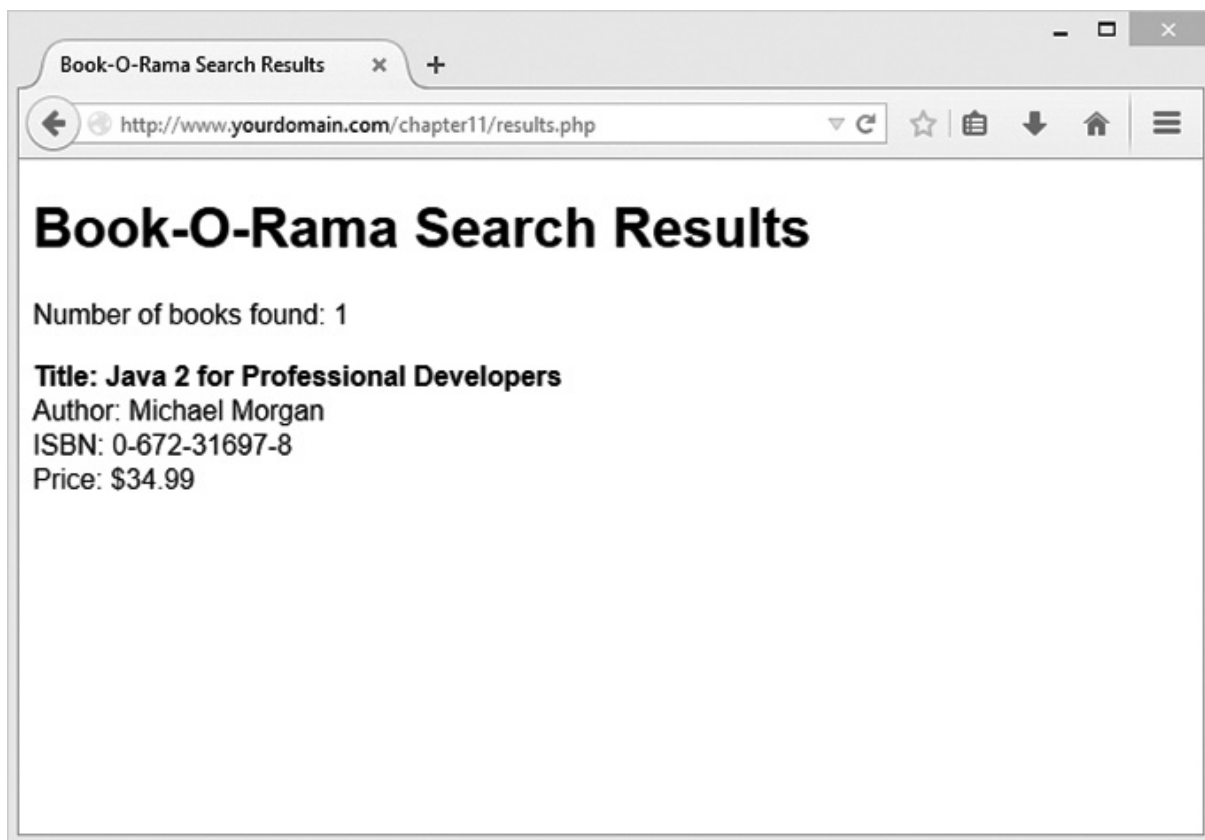 Book-O-Rama Search Results
http://www.yourdomain.com/chapter11/results.php
Book-O-Rama Search Results
Number of books found: 1
Title: Java 2 for Professional Developers
Author: Michael Morgan
ISBN: 0-672-31697-8
Price: $34.99